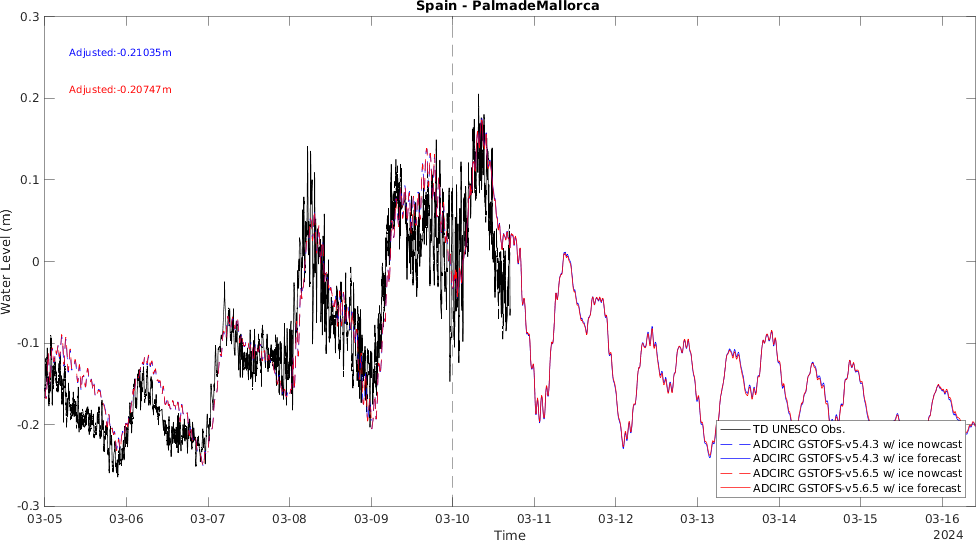 Spain - PalmadeMallorca
0.3
Adjusted:-0.21035m
Adjusted:-0.20747m
0.2
0.1
0
-0.1
-0.2
-0.3
Water Level (m)
TD UNESCO Obs.
ADCIRC GSTOFS-v5.4.3 w/ ice nowcast
ADCIRC GSTOFS-v5.4.3 w/ ice forecast
ADCIRC GSTOFS-v5.6.5 w/ ice nowcast
ADCIRC GSTOFS-v5.6.5 w/ ice forecast
03-05 03-06 03-07 03-08 03-09 03-10 03-11 03-12 03-13 03-14 03-15 03-16
Time
2024